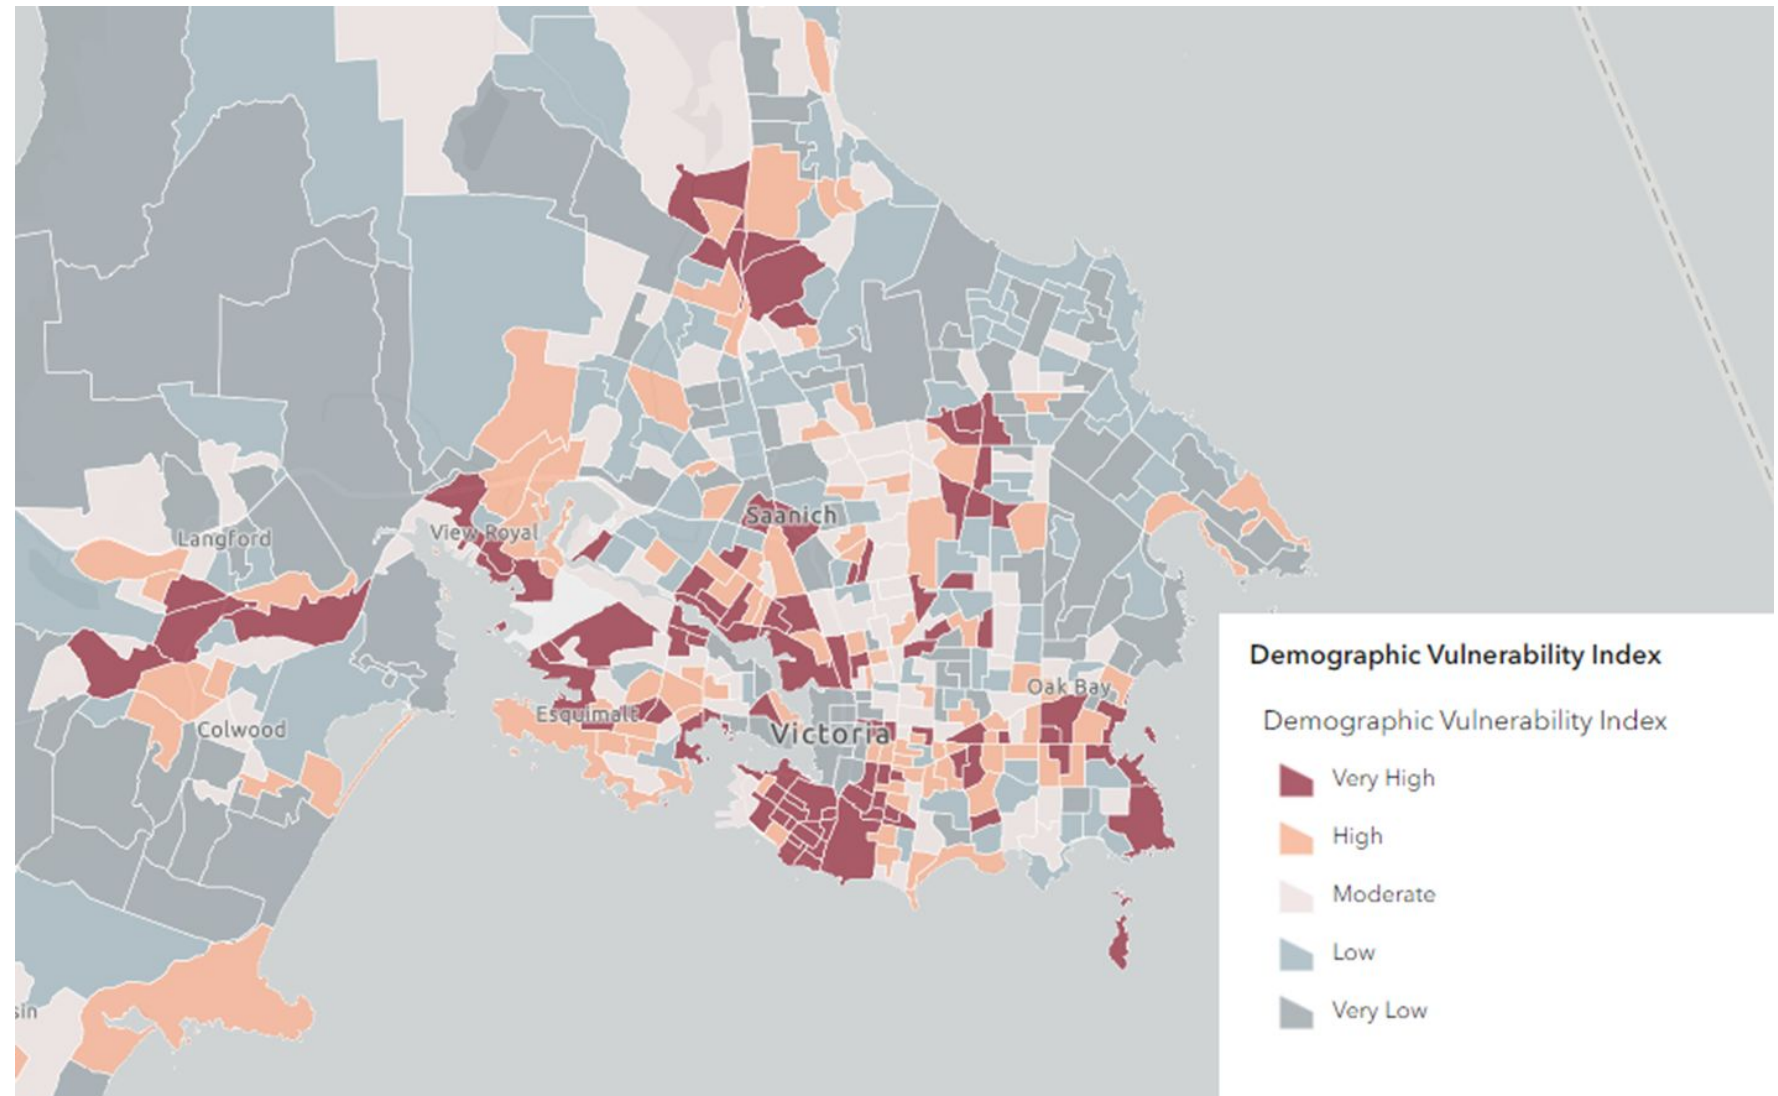 Saanich
Langford
View Royal
Oak Bay
Esquimalt
Colwood
Victoria
sin
Demographic Vulnerability Index
Demographic Vulnerability Index
Very High
High
Moderate
Low
Very Low